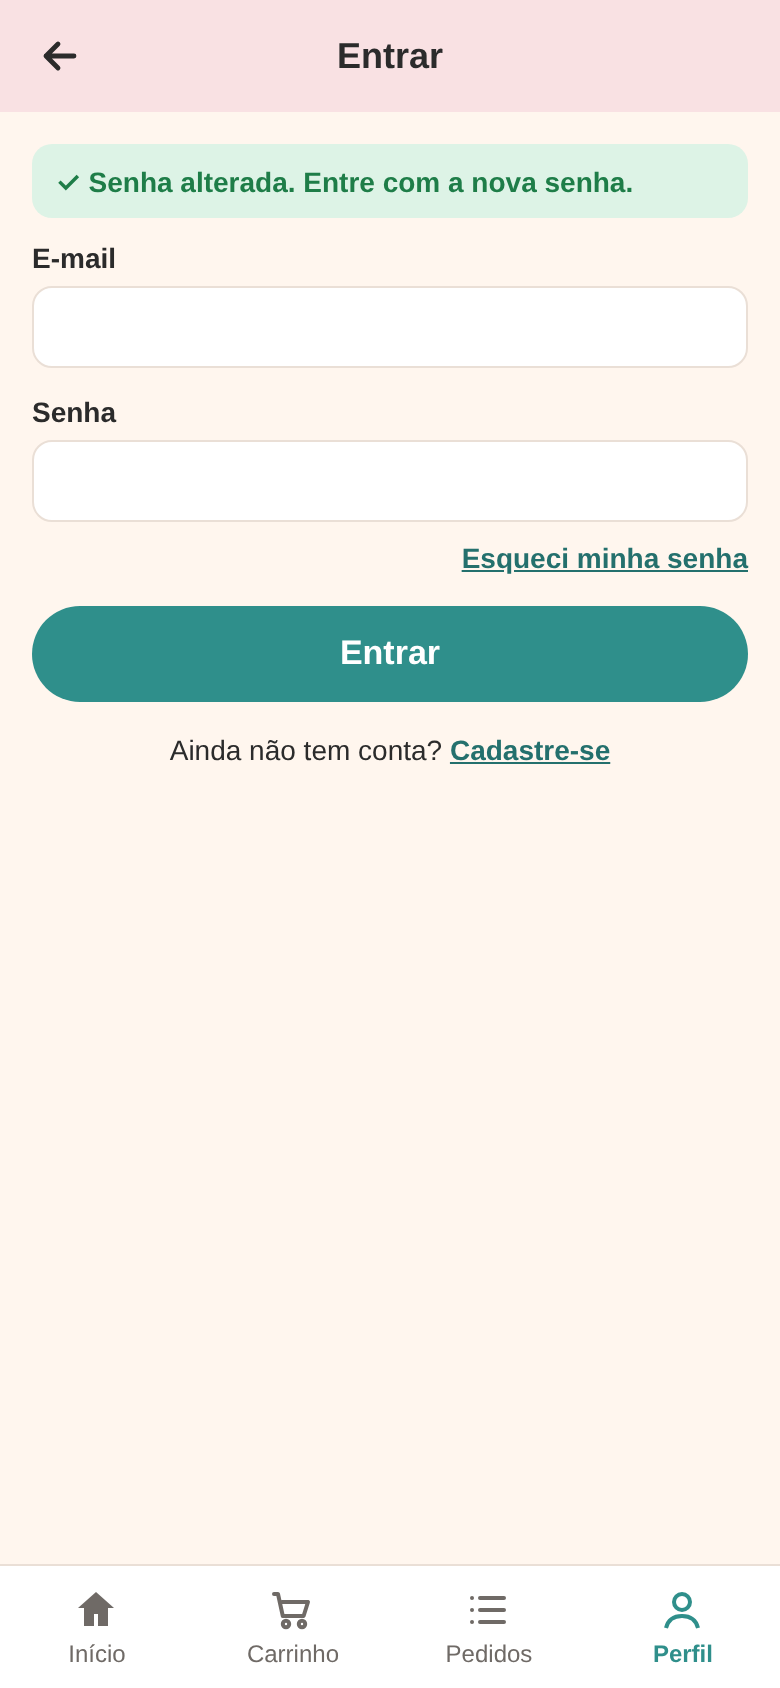 Entrar
✓ Senha alterada. Entre com a nova senha.
E-mail
Senha
Esqueci minha senha
Entrar
Ainda não tem conta? Cadastre-se
Início
Carrinho
Pedidos
Perfil